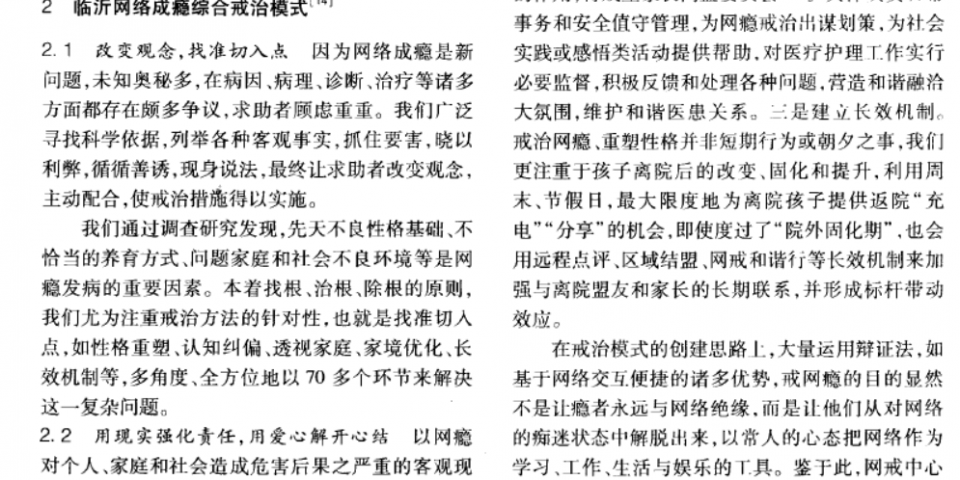 2 临沂网络成瘾综合戒治模式[14]
2.1 改变观念,找准切入点 因为网络成瘾是新
问题,未知奥秘多,在病因、病理、诊断、治疗等诸多
方面都存在颇多争议,求助者顾虑重重。我们广泛
寻找科学依据,列举各种客观事实,抓住要害,晓以
利弊,循循善诱,现身说法,最终让求助者改变观念,
主动配合,使戒治措施得以实施。
我们通过调查研究发现,先天不良性格基础、不
恰当的养育方式、问题家庭和社会不良环境等是网
瘾发病的重要因素。本着找根、治根、除根的原则,
我们尤为注重戒治方法的针对性,也就是找准切入
点,如性格重塑、认知纠偏、透视家庭、家境优化、长
效机制等,多角度、全方位地以 70 多个环节来解决
这一复杂问题。
2.2 用现实强化责任,用爱心解开心结 以网瘾
对个人、家庭和社会造成危害后果之严重的客观现
事务和安全值守管理,为网瘾戒治出谋划策,为社会
实践或感悟类活动提供帮助,对医疗护理工作实行
必要监督,积极反馈和处理各种问题,营造和谐融洽
大氛围,维护和谐医患关系。三是建立长效机制。
戒治网瘾、重塑性格并非短期行为或朝夕之事,我们
更注重于孩子离院后的改变、固化和提升,利用周
末、节假日,最大限度地为离院孩子提供返院“充
电”“分享”的机会,即使度过了“院外固化期”,也会
用远程点评、区域结盟、网戒和谐行等长效机制来加
强与离院盟友和家长的长期联系,并形成标杆带动
效应。
在戒治模式的创建思路上,大量运用辩证法,如
基于网络交互便捷的诸多优势,戒网瘾的目的显然
不是让瘾者永远与网络绝缘,而是让他们从对网络
的痴迷状态中解脱出来,以常人的心态把网络作为
学习、工作、生活与娱乐的工具。鉴于此,网戒中心